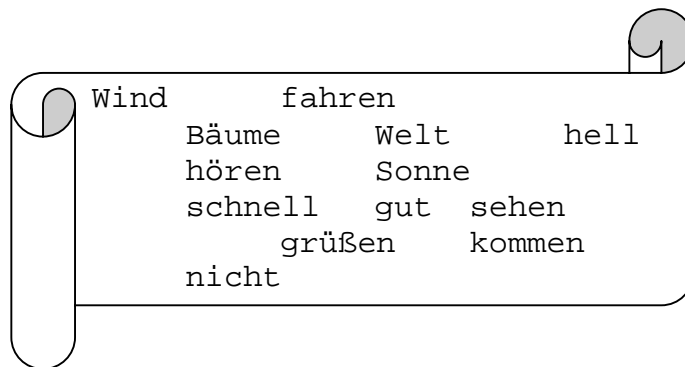 Wind fahren
Bäume Welt hell
hören Sonne
schnell gut sehen
grüßen kommen
nicht